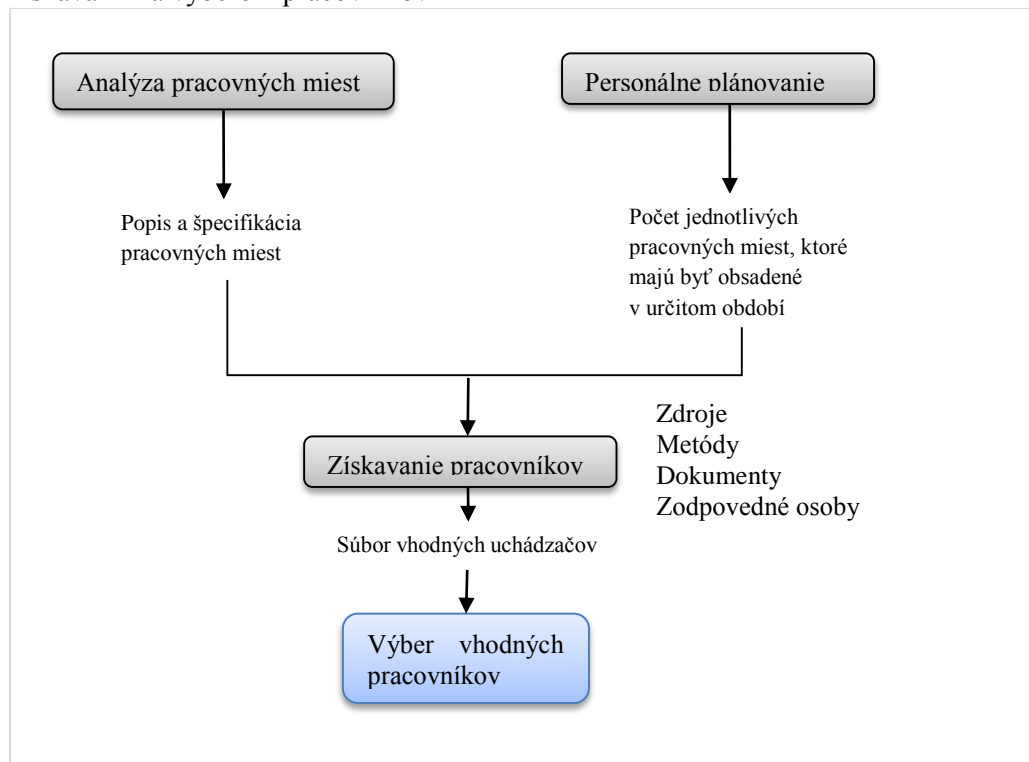 Analýza pracovných miest
Personálne plánovanie
Popis a špecifikácia
pracovných miest
Počet jednotlivých
pracovných miest, ktoré
majú byť obsadené
v určitom období
Zdroje
Metódy
Dokumenty
Zodpovedné osoby
Získavanie pracovníkov
Súbor vhodných uchádzačov
Výber vhodných
pracovníkov